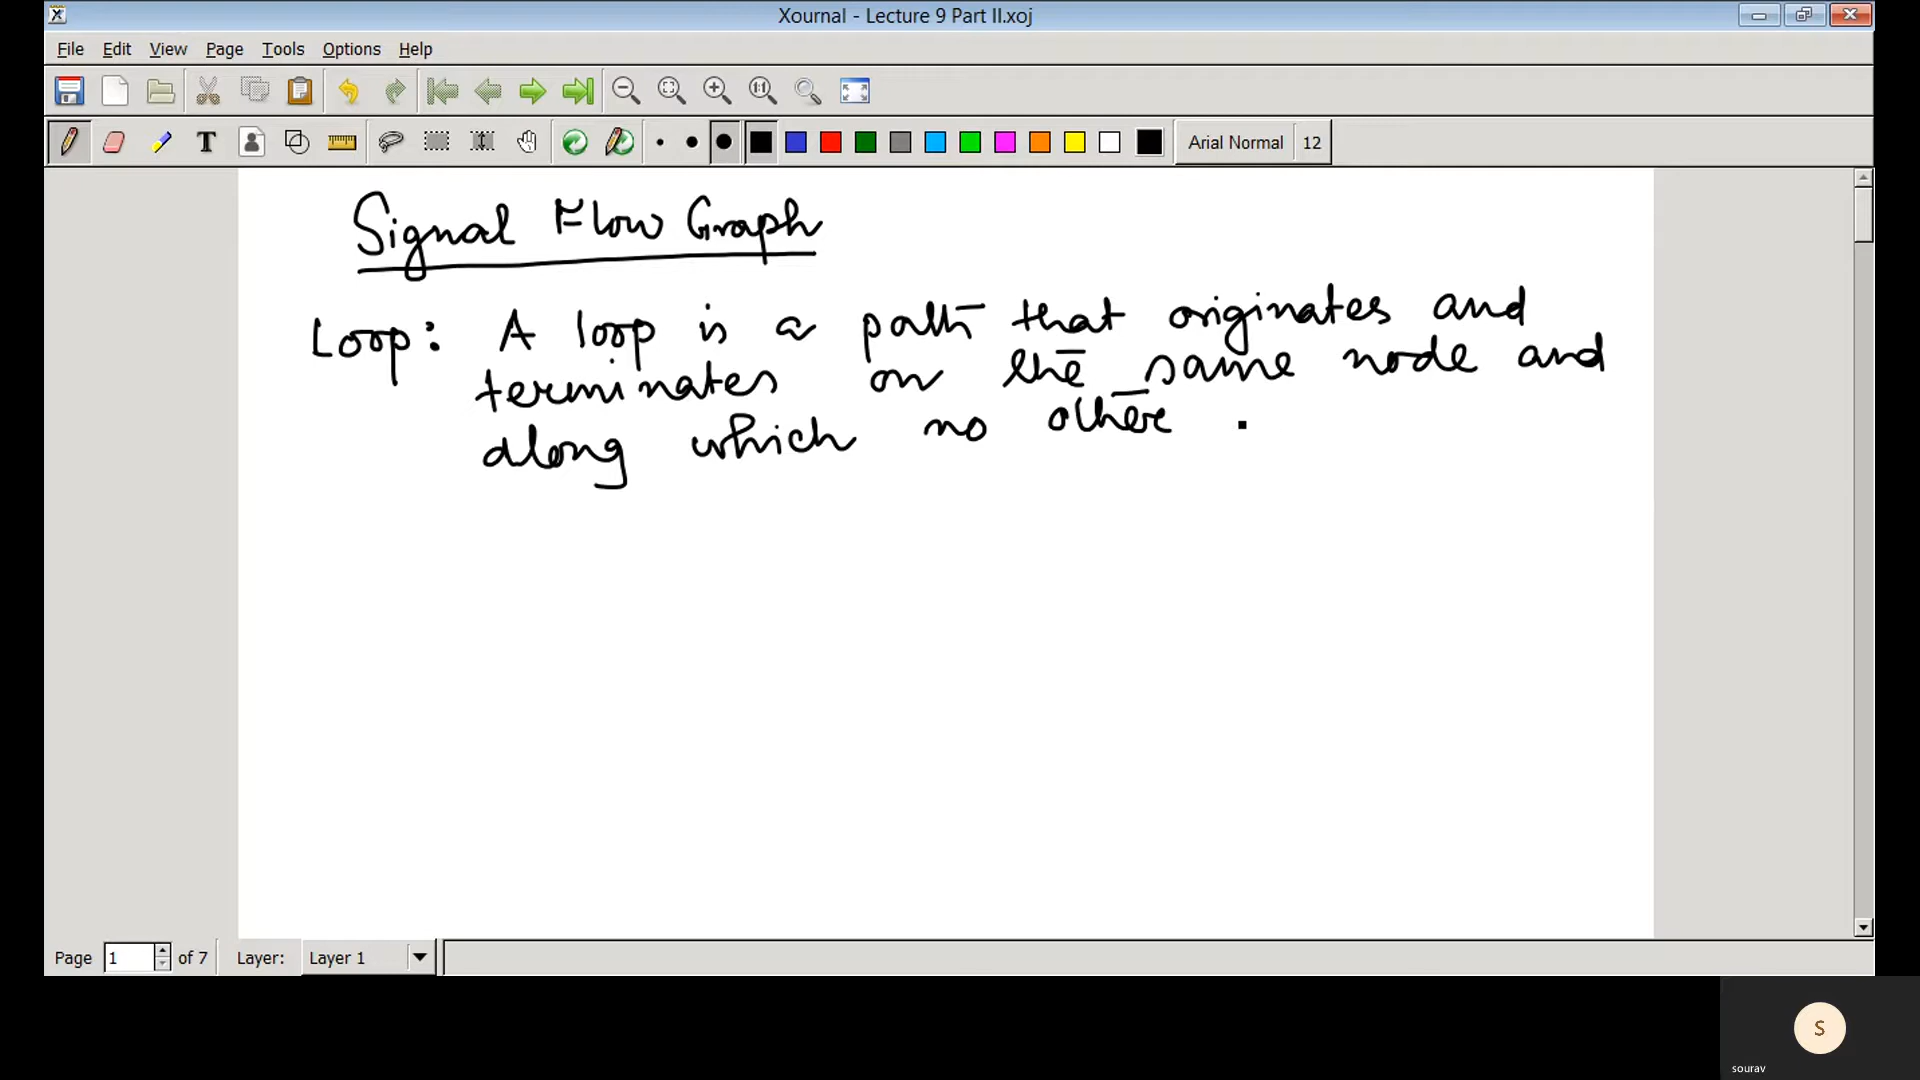 Xournal - Lecture 9 Part II.xoj
File Edit View Page Tools Options Help
Arial Normal 12
Signal Flow Graph
Loop: A loop is a path that originates and
terminates on the same node and
along which no other
Page 1 of 7 Layer: Layer 1
S
sourav